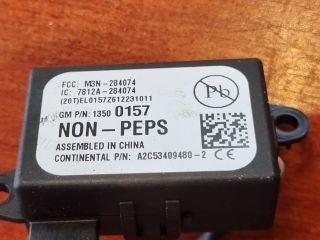 FCC: M3N-284074
IC: 7812A-284074
(20T)EL0157Z612231011
Pb
GM P/N: 1350 0157
NON-PEPS
ASSEMBLED IN CHINA
CONTINENTAL P/N: A2C53409480-2 CE